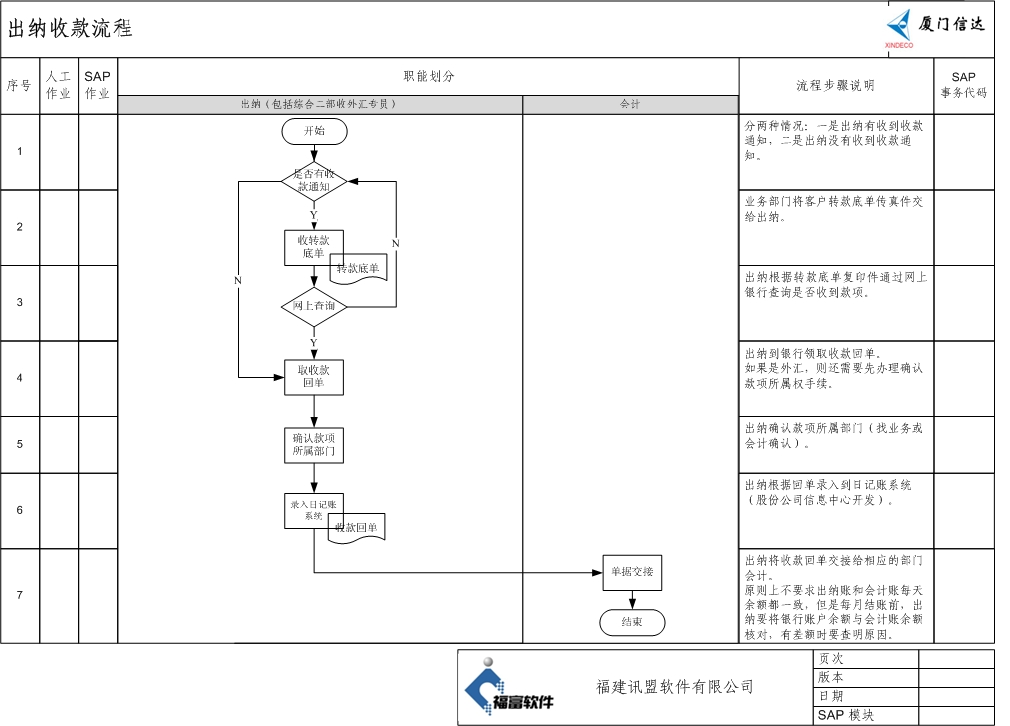 出纳收款流程
厦门信达
XINDECO
序号
人工
作业
SAP
作业
职能划分
流程步骤说明
SAP
事务代码
出纳（包括综合二部收外汇专员）
会计
1
开始
是否有收
款通知
分两种情况：一是出纳有收到收款
通知，二是出纳没有收到收款通
知。
2
Y
收转款
底单
转款底单
N
业务部门将客户转款底单传真件交
给出纳。
3
N
网上查询
出纳根据转款底单复印件通过网上
银行查询是否收到款项。
4
Y
取收款
回单
出纳到银行领取收款回单。
如果是外汇，则还需要先办理确认
款项所属权手续。
5
确认款项
所属部门
出纳确认款项所属部门（找业务或
会计确认）。
6
录入日记账
系统
收款回单
出纳根据回单录入到日记账系统
（股份公司信息中心开发）。
7
单据交接
结束
出纳将收款回单交接给相应的部门
会计。
原则上不要求出纳账和会计账每天
余额都一致，但是每月结账前，出
纳要将银行账户余额与会计账余额
核对，有差额时要查明原因。
福富软件
福建讯盟软件有限公司
页次
版本
日期
SAP 模块